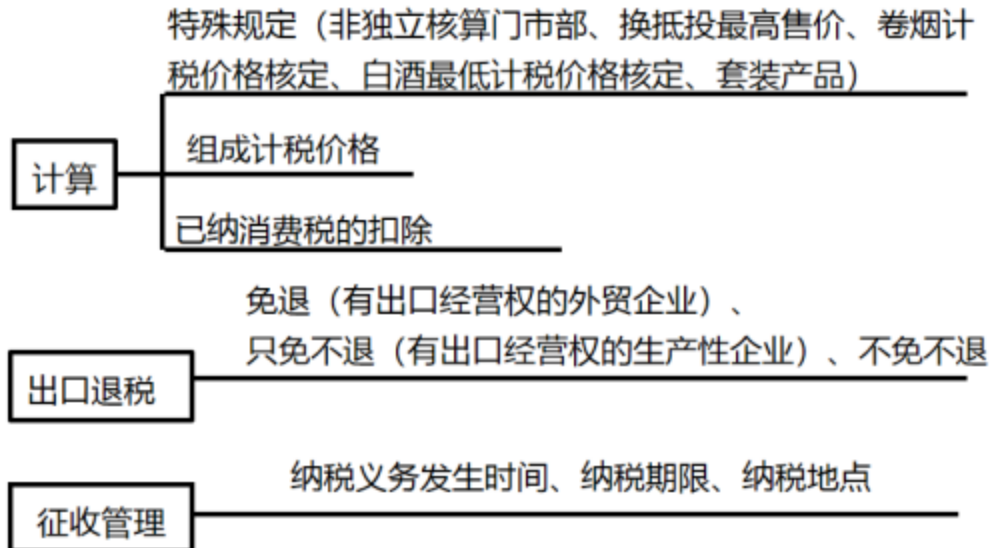 特殊规定（非独立核算门市部、换抵投最高售价、卷烟计
税价格核定、白酒最低计税价格核定、套装产品）
计算
组成计税价格
已纳消费税的扣除
免退（有出口经营权的外贸企业）、
只免不退（有出口经营权的生产性企业）、不免不退
出口退税
纳税义务发生时间、纳税期限、纳税地点
征收管理